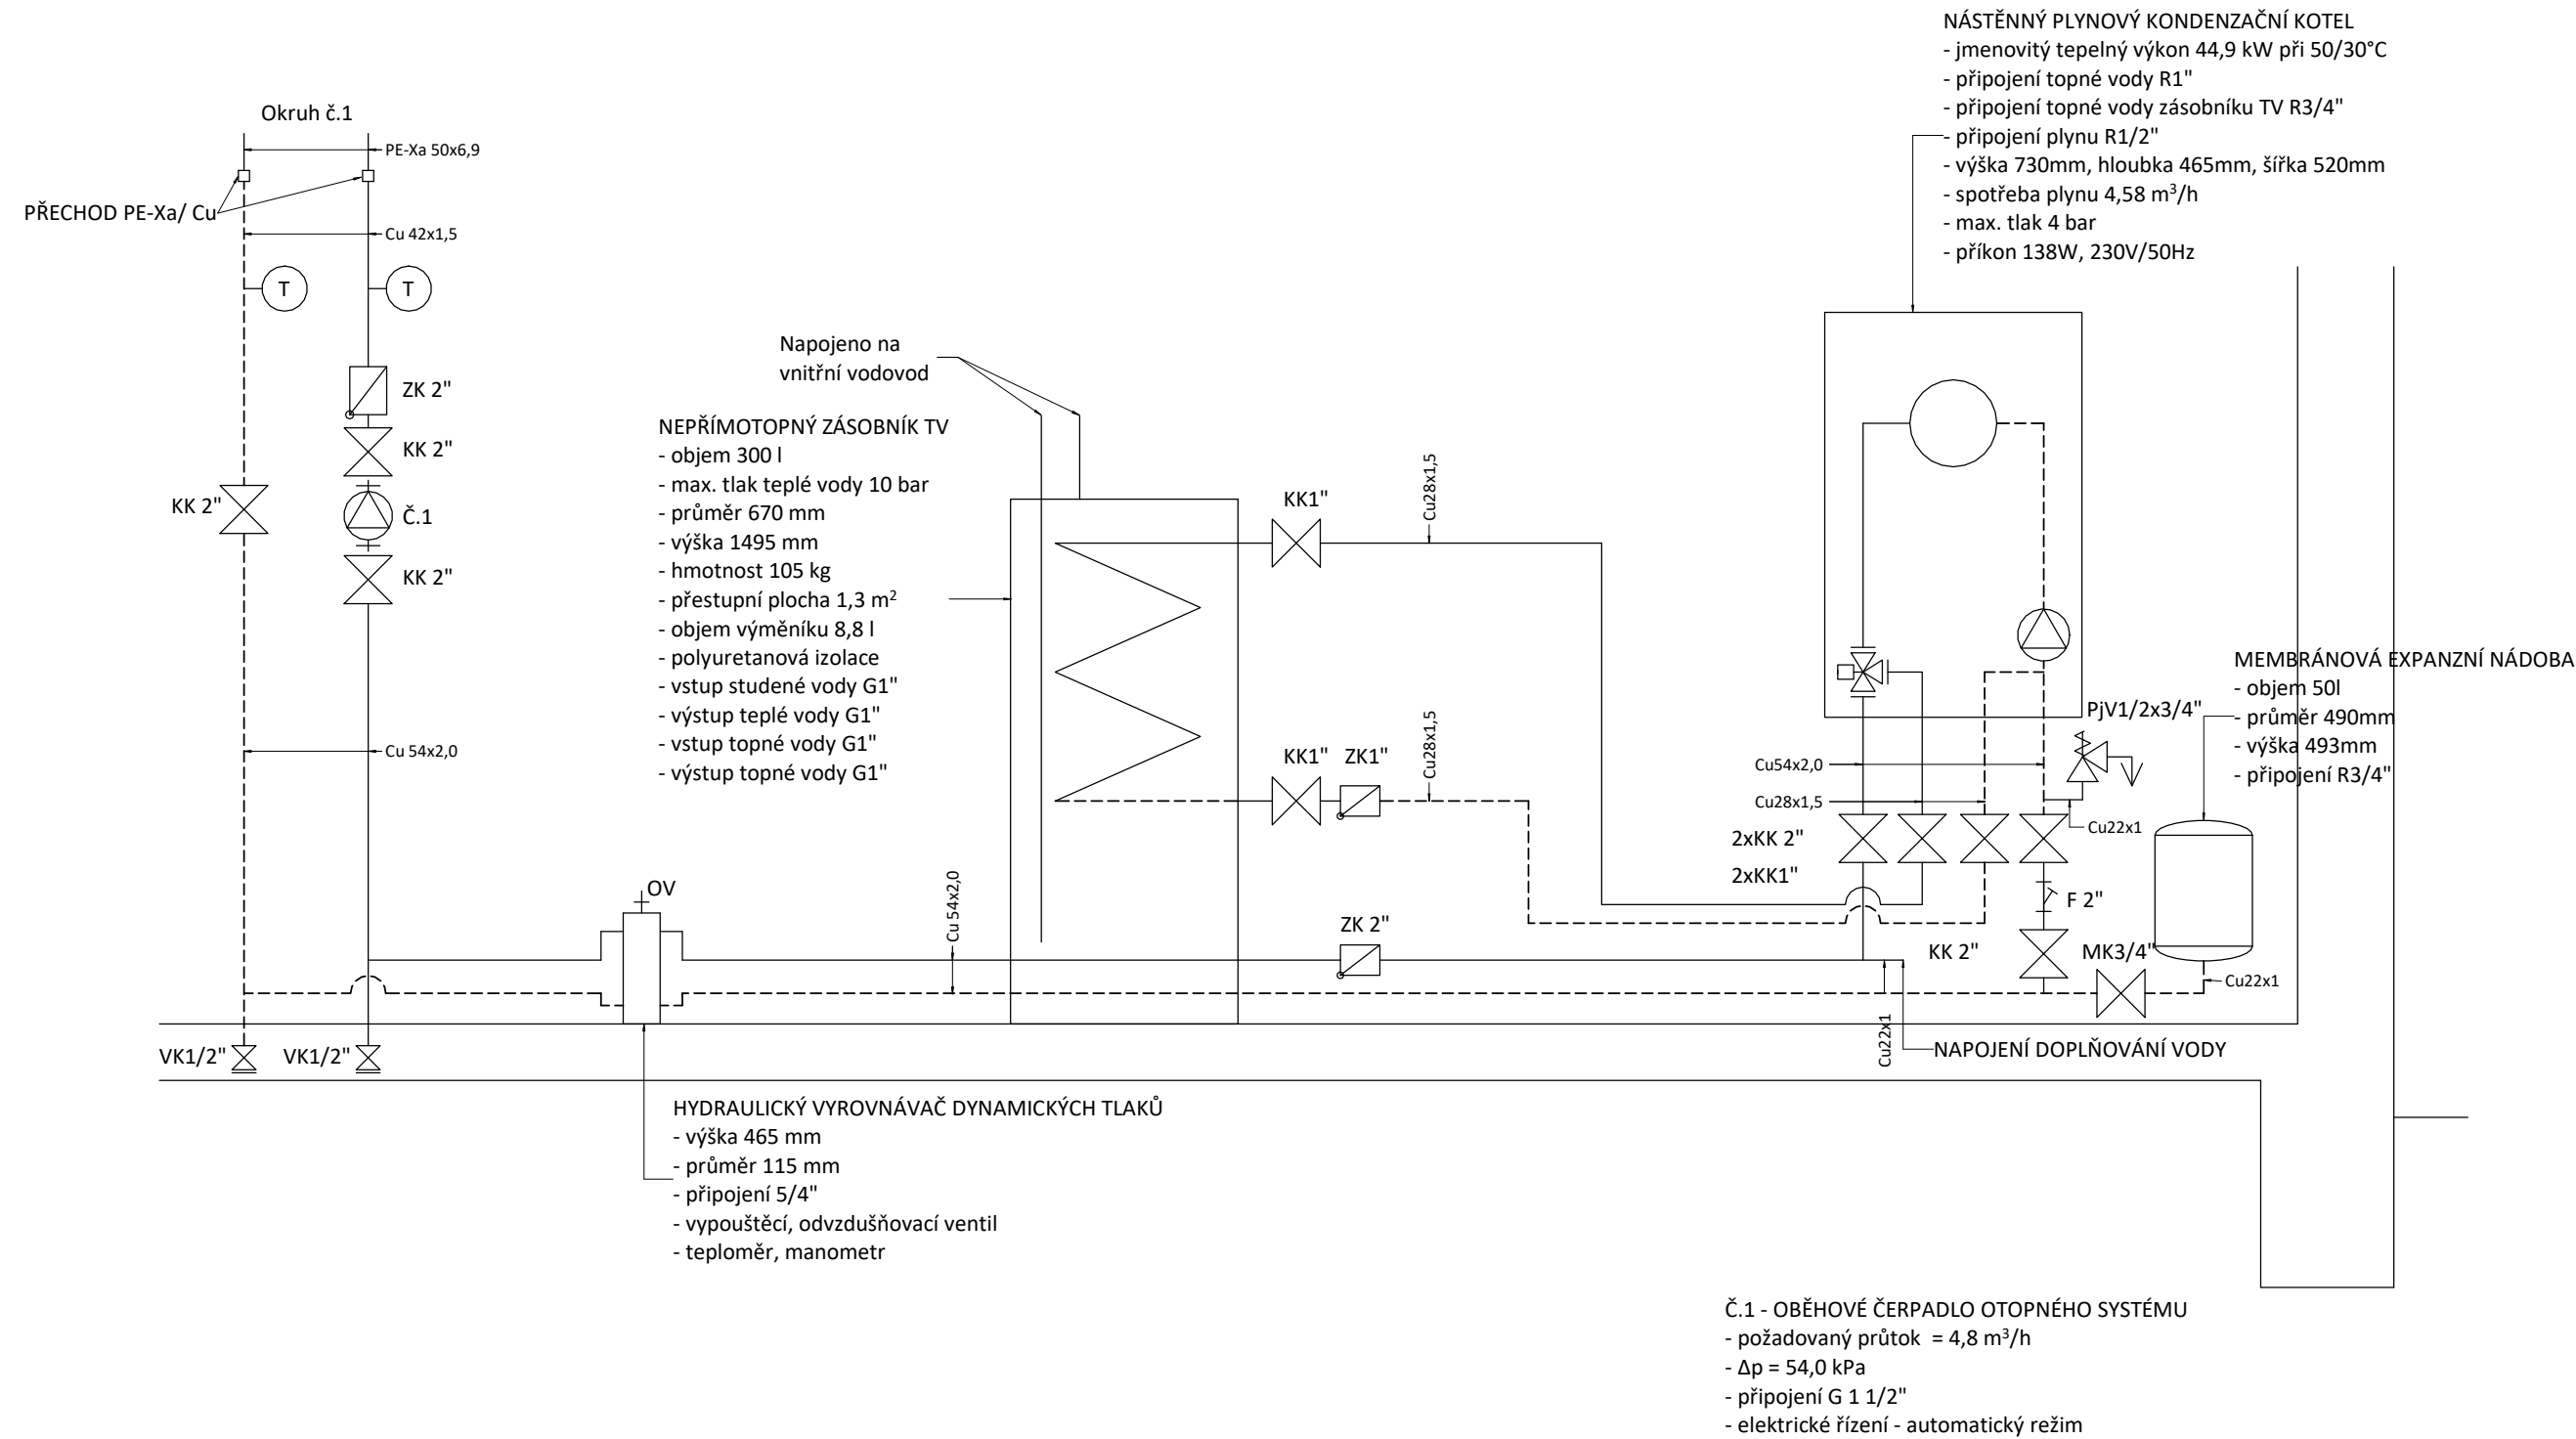 NÁSTĚNNÝ PLYNOVÝ KONDENZAČNÍ KOTEL
- jmenovitý tepelný výkon 44,9 kW při 50/30°C
- připojení topné vody R1"
- připojení topné vody zásobníku TV R3/4"
- připojení plynu R1/2"
- výška 730mm, hloubka 465mm, šířka 520mm
- spotřeba plynu 4,58 m³/h
- max. tlak 4 bar
- příkon 138W, 230V/50Hz
Okruh č.1
PE-Xa 50x6,9
PŘECHOD PE-Xa/ Cu
Cu 42x1,5
T
T
ZK 2"
KK 2"
KK 2"
Č.1
KK 2"
Cu 54x2,0
Napojeno na
vnitřní vodovod
NEPŘÍMOTOPNÝ ZÁSOBNÍK TV
- objem 300 l
- max. tlak teplé vody 10 bar
- průměr 670 mm
- výška 1495 mm
- hmotnost 105 kg
- přestupní plocha 1,3 m²
- objem výměníku 8,8 l
- polyuretanová izolace
- vstup studené vody G1"
- výstup teplé vody G1"
- vstup topné vody G1"
- výstup topné vody G1"
KK1"
Cu28x1,5
KK1"
ZK1"
Cu28x1,5
MEMBRÁNOVÁ EXPANZNÍ NÁDOBA
- objem 50l
- průměr 490mm
- výška 493mm
- připojení R3/4"
PjV1/2x3/4"
Cu54x2,0
Cu28x1,5
Cu22x1
2xKK 2"
2xKK1"
OV
Cu 54x2,0
ZK 2"
F 2"
KK 2"
MK3/4"
Cu22x1
Cu22x1
NAPOJENÍ DOPLŇOVÁNÍ VODY
VK1/2"
VK1/2"
HYDRAULICKÝ VYROVNÁVAČ DYNAMICKÝCH TLAKŮ
- výška 465 mm
- průměr 115 mm
- připojení 5/4"
- vypouštěcí, odvzdušňovací ventil
- teploměr, manometr
Č.1 - OBĚHOVÉ ČERPADLO OTOPNÉHO SYSTÉMU
- požadovaný průtok = 4,8 m³/h
- Δp = 54,0 kPa
- připojení G 1 1/2"
- elektrické řízení - automatický režim